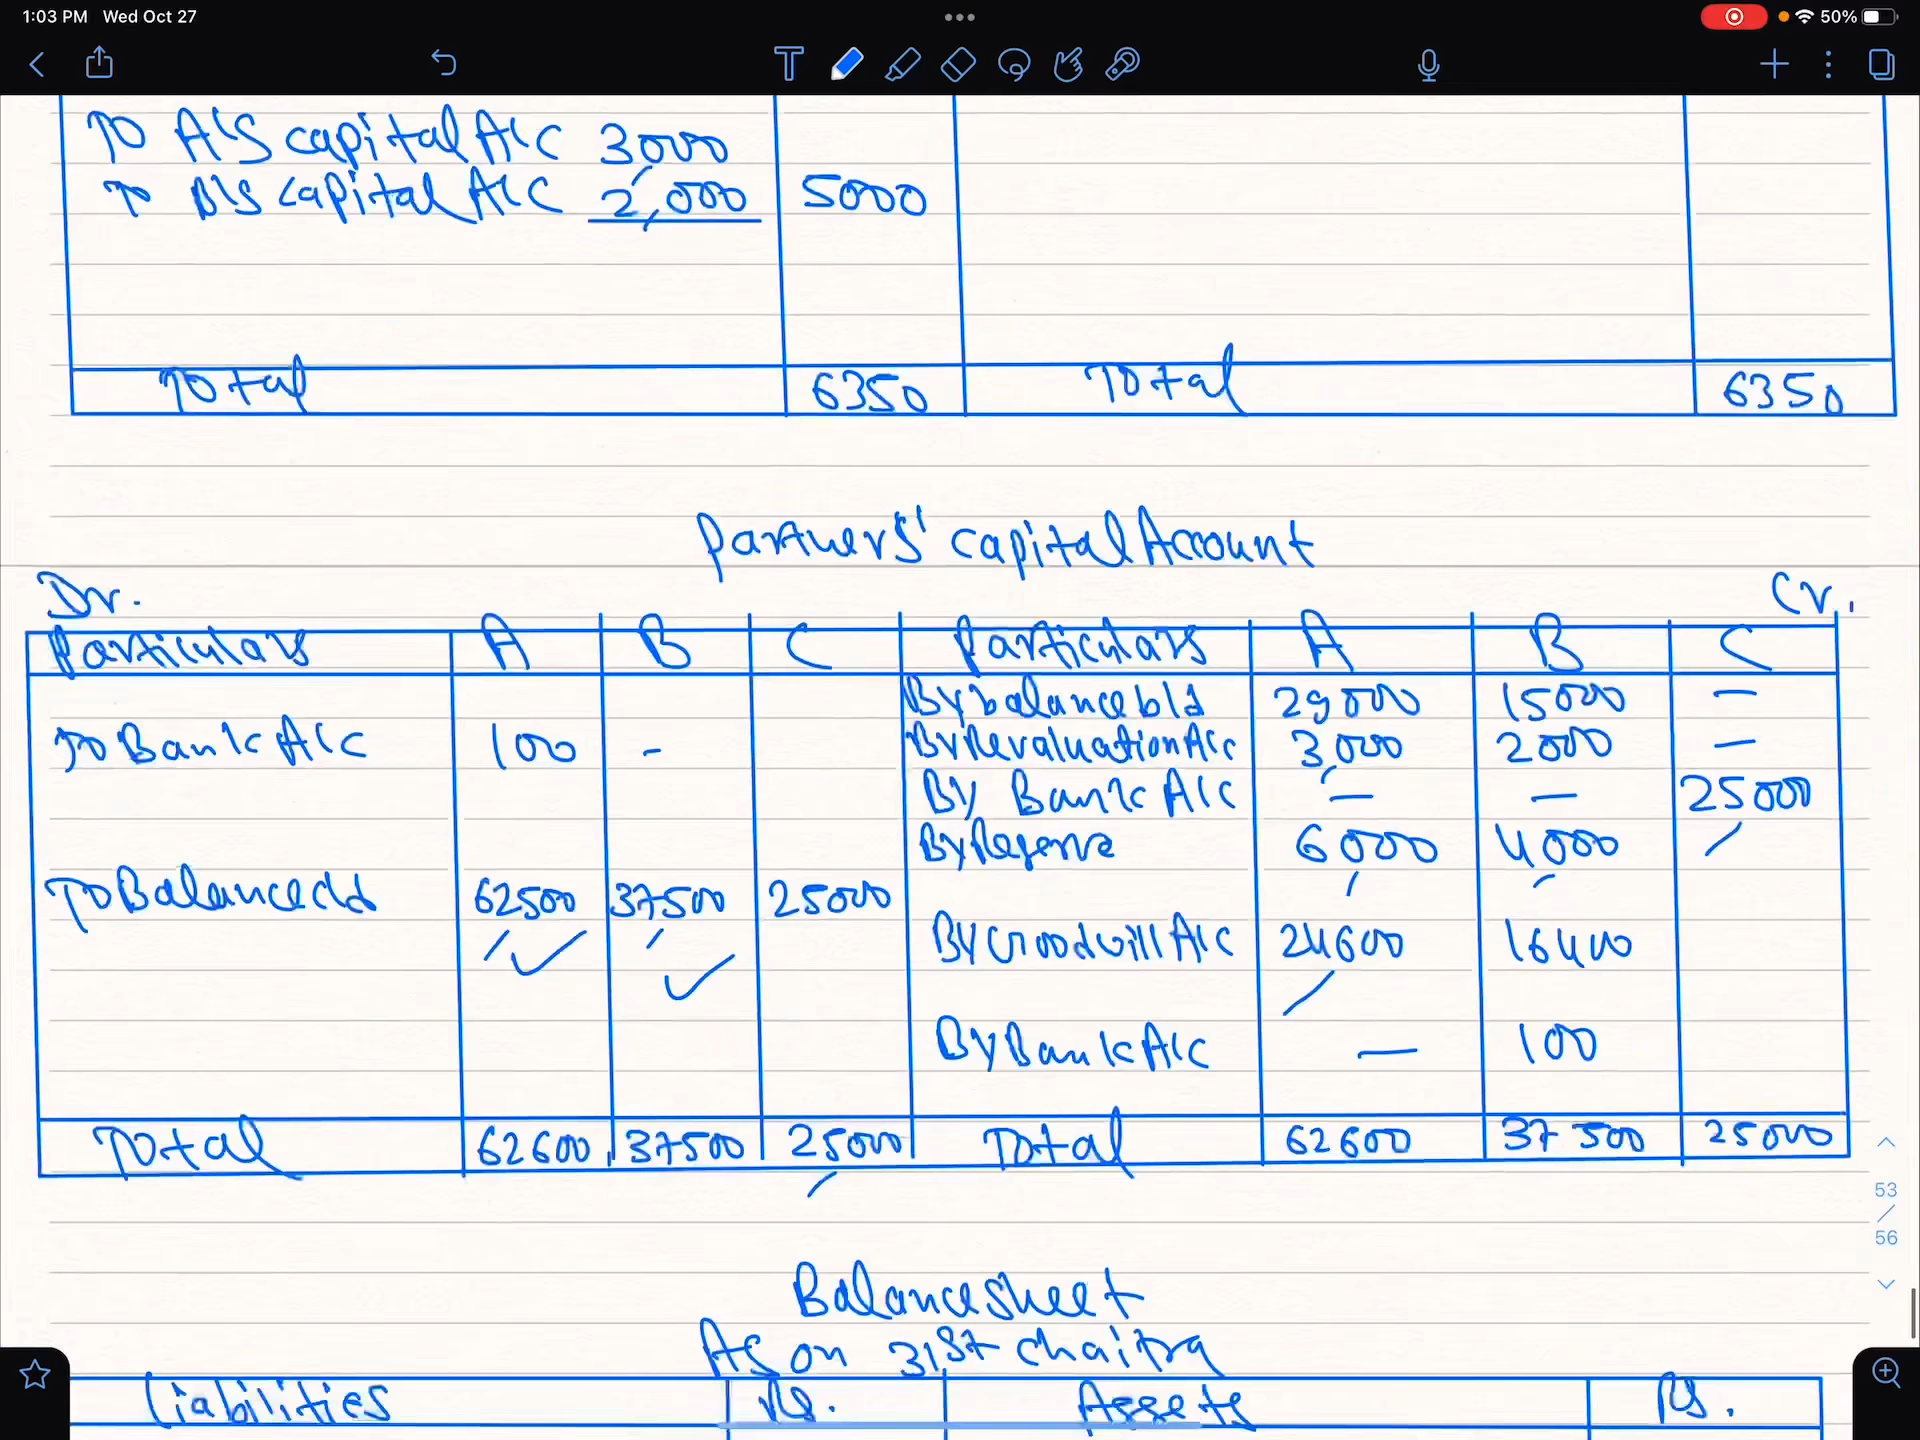 1:03 PM Wed Oct 27
50%
To A's capital A/c 3,000
To B's capital A/c 2,000 5000
Total 6350 Total 6350
Partners' Capital Account
Dr. Cr.
Particulars A B C Particulars A B C
By balance b/d 29000 15000 —
To Bank A/c 100 - By Revaluation A/c 3,000 2000 —
By Bank A/c — — 25000
By Reserve 6000 4000
To Balance c/d 62500 37500 25000
By Goodwill A/c 24600 16400
By Bank A/c — 100
Total 62600 37500 25000 Total 62600 37500 25000
53
/
56
Balance sheet
As on 31st chaitra
Liabilities Rs. Assets Rs.